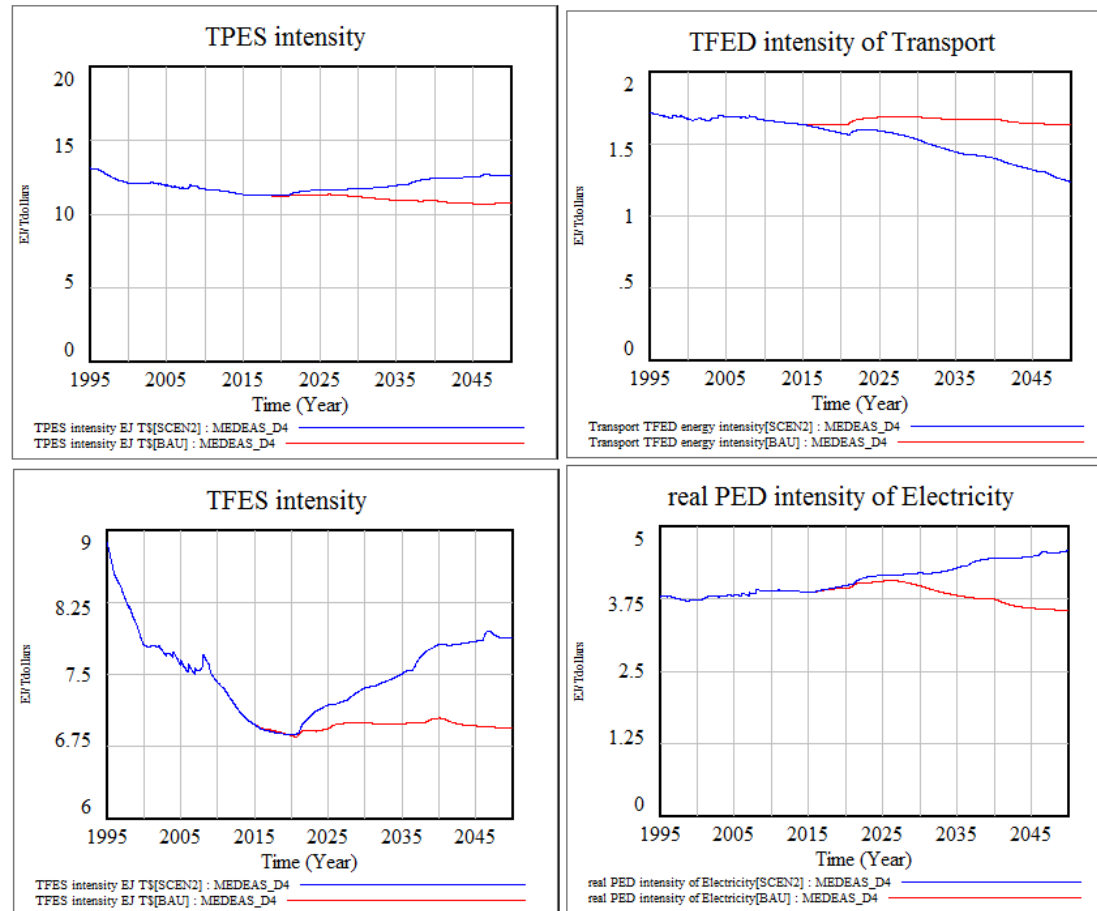 TPES intensity
20
15
10
5
0
EJ/Tdollars
1995 2005 2015 2025 2035 2045
Time (Year)
TPES intensity EJ T$[SCEN2] : MEDEAS_D4
TPES intensity EJ T$[BAU] : MEDEAS_D4
TFED intensity of Transport
2
1.5
1
.5
0
EJ/Tdollars
1995 2005 2015 2025 2035 2045
Time (Year)
Transport TFED energy intensity[SCEN2] : MEDEAS_D4
Transport TFED energy intensity[BAU] : MEDEAS_D4
TFES intensity
9
8.25
7.5
6.75
6
EJ/Tdollars
1995 2005 2015 2025 2035 2045
Time (Year)
TFES intensity EJ T$[SCEN2] : MEDEAS_D4
TFES intensity EJ T$[BAU] : MEDEAS_D4
real PED intensity of Electricity
5
3.75
2.5
1.25
0
EJ/Tdollars
1995 2005 2015 2025 2035 2045
Time (Year)
real PED intensity of Electricity[SCEN2] : MEDEAS_D4
real PED intensity of Electricity[BAU] : MEDEAS_D4